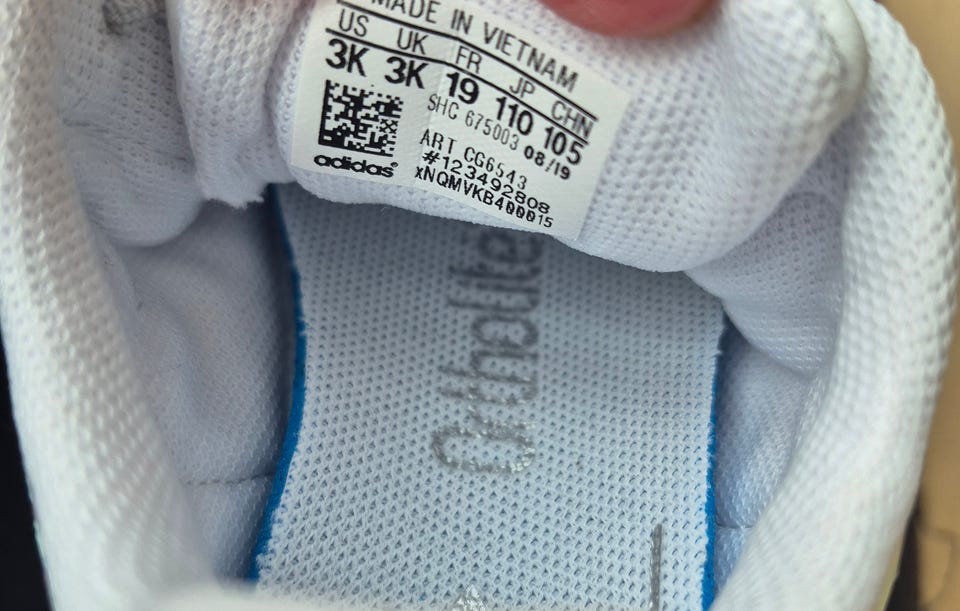 MADE IN VIETNAM
US UK FR JP CHN
3K 3K 19 110 105
SHC 675003 08/19
ART CG6543
#123492808
xNQMVKB400015
adidas
Ortholite